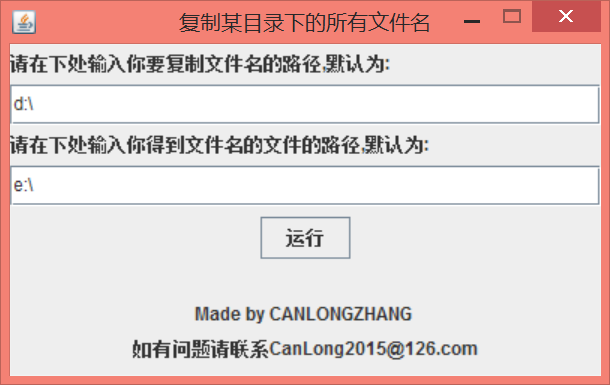 复制某目录下的所有文件名
请在下处输入你要复制文件名的路径,默认为:
d:\
请在下处输入你得到文件名的文件的路径,默认为:
e:\
运行
Made by CANLONGZHANG
如有问题请联系CanLong2015@126.com